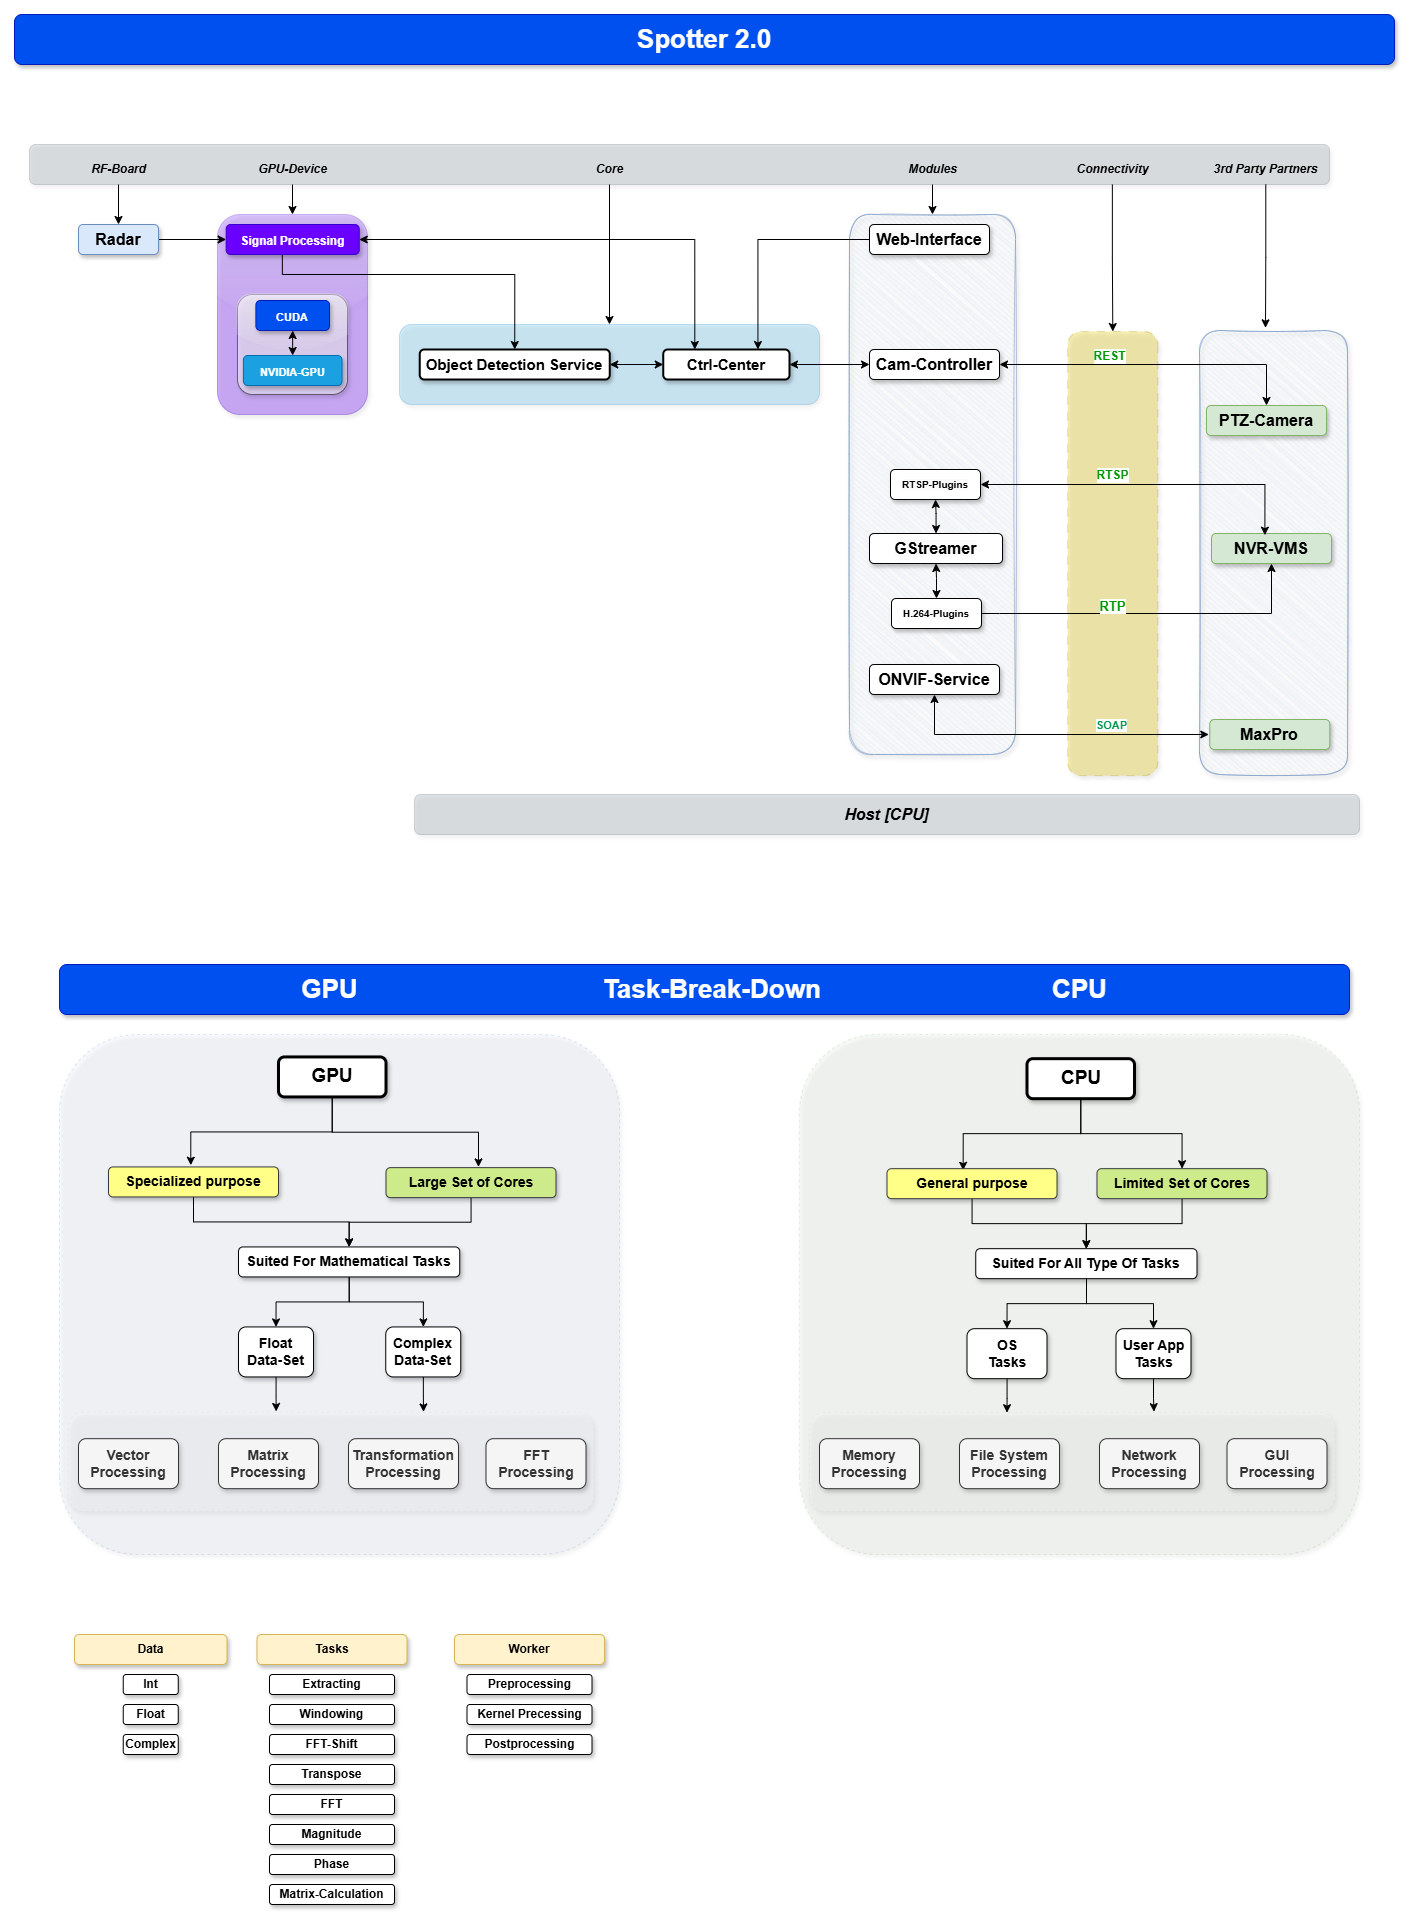 Spotter 2.0
RF-Board
GPU-Device
Core
Modules
Connectivity
3rd Party Partners
Radar
Signal Processing
Web-Interface
CUDA
NVIDIA-GPU
Object Detection Service
Ctrl-Center
Cam-Controller
REST
PTZ-Camera
RTSP-Plugins
RTSP
GStreamer
NVR-VMS
H.264-Plugins
RTP
ONVIF-Service
SOAP
MaxPro
Host [CPU]
GPU
Task-Break-Down
CPU
GPU
Specialized purpose
Large Set of Cores
Suited For Mathematical Tasks
Float
Data-Set
Complex
Data-Set
Vector
Processing
Matrix
Processing
Transformation
Processing
FFT
Processing
CPU
General purpose
Limited Set of Cores
Suited For All Type Of Tasks
OS
Tasks
User App
Tasks
Memory
Processing
File System
Processing
Network
Processing
GUI
Processing
Data
Int
Float
Complex
Tasks
Extracting
Windowing
FFT-Shift
Transpose
FFT
Magnitude
Phase
Matrix-Calculation
Worker
Preprocessing
Kernel Precessing
Postprocessing